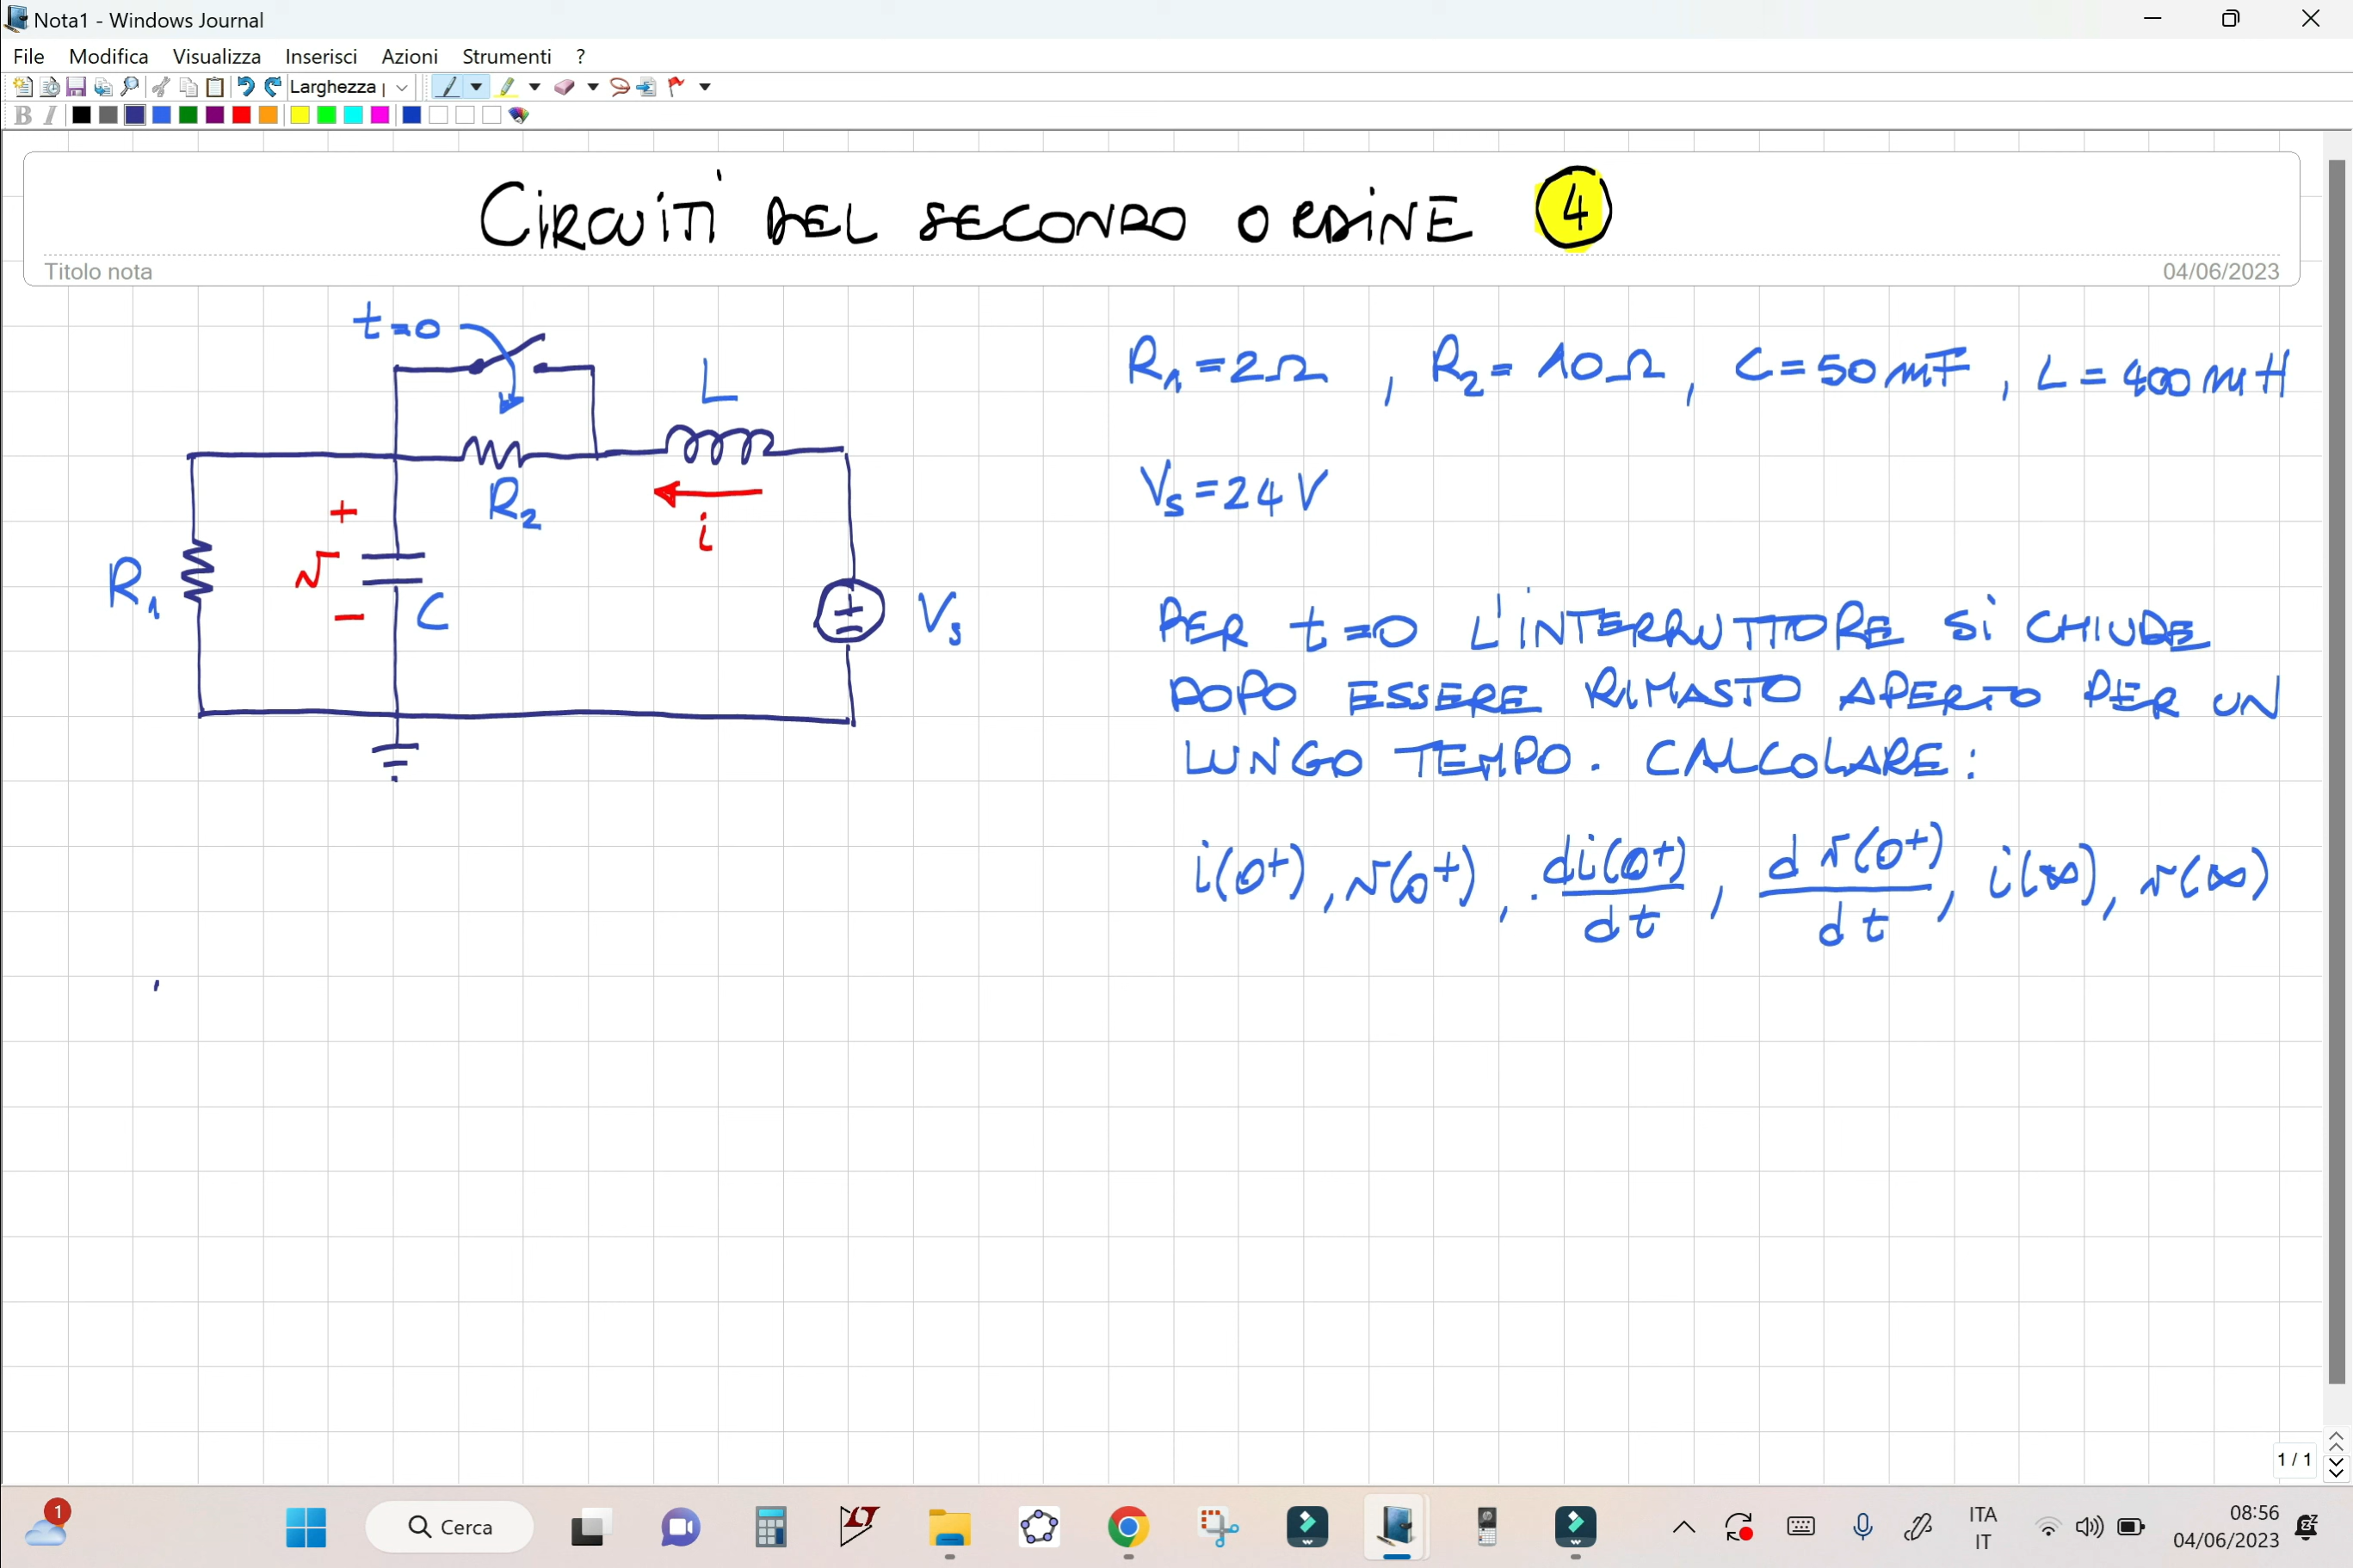 Nota1 - Windows Journal
File Modifica Visualizza Inserisci Azioni Strumenti ?
Larghezza
B I
CIRCUITI DEL SECONDO ORDINE 4
Titolo nota
04/06/2023
t=0
L
R₂
i
R₁
+
v
−
C
Vs
R₁=2Ω, R₂=10Ω, C=50mF, L=400mH
Vs=24V
PER t=0 L'INTERRUTTORE SI CHIUDE
DOPO ESSERE RIMASTO APERTO PER UN
LUNGO TEMPO. CALCOLARE:
i(0+), v(0+), di(0+)/dt, dv(0+)/dt, i(∞), v(∞)
1 / 1
1
Cerca
LT
ITA
IT
08:56
04/06/2023